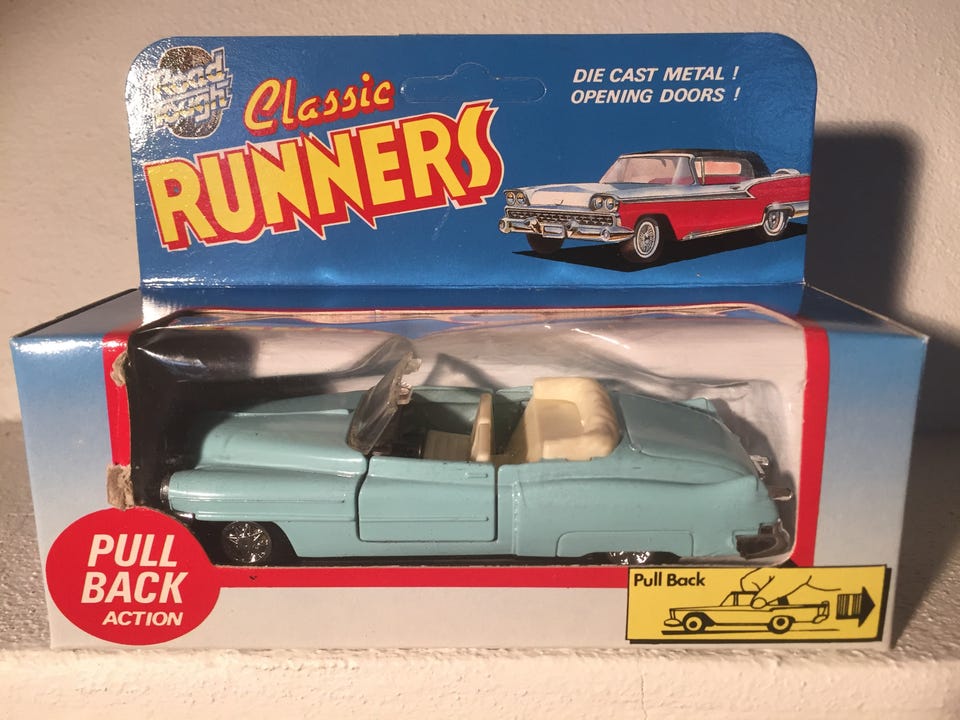 Road
Tough
Classic
RUNNERS
DIE CAST METAL !
OPENING DOORS !
PULL
BACK
ACTION
Pull Back